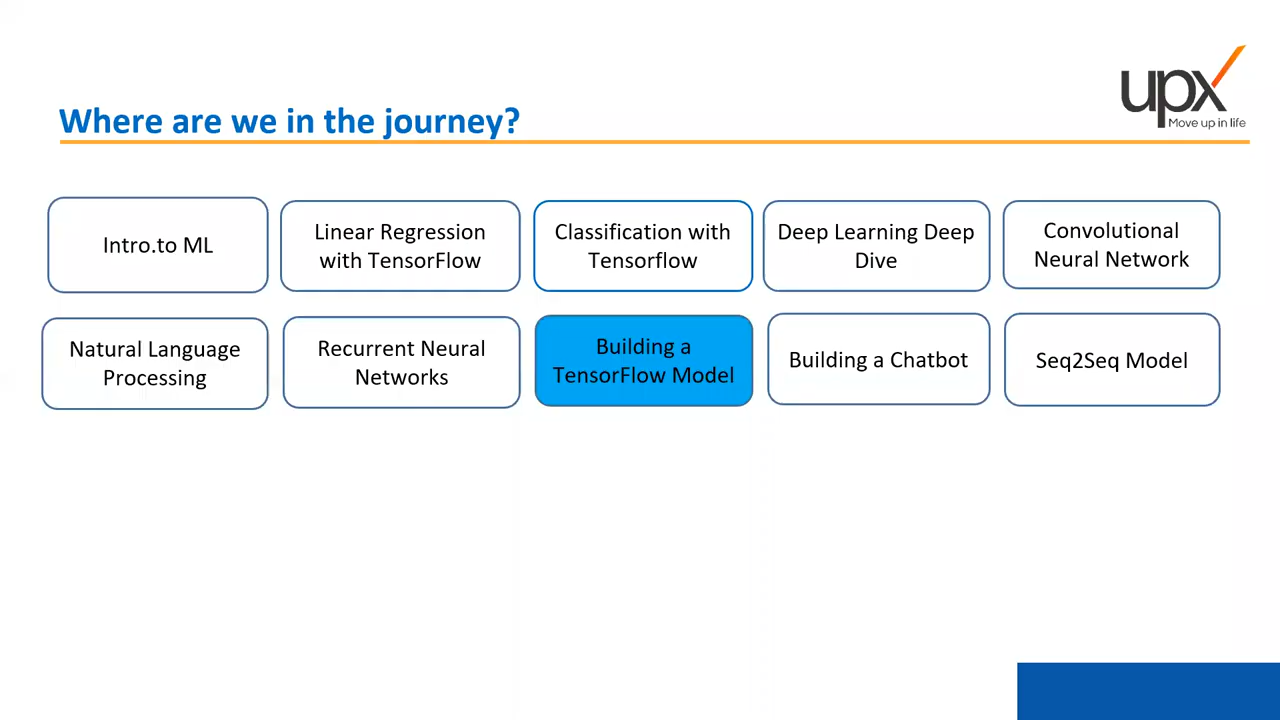 upx
Move up in life
Where are we in the journey?
Intro.to ML
Linear Regression
with TensorFlow
Classification with
Tensorflow
Deep Learning Deep
Dive
Convolutional
Neural Network
Natural Language
Processing
Recurrent Neural
Networks
Building a
TensorFlow Model
Building a Chatbot
Seq2Seq Model